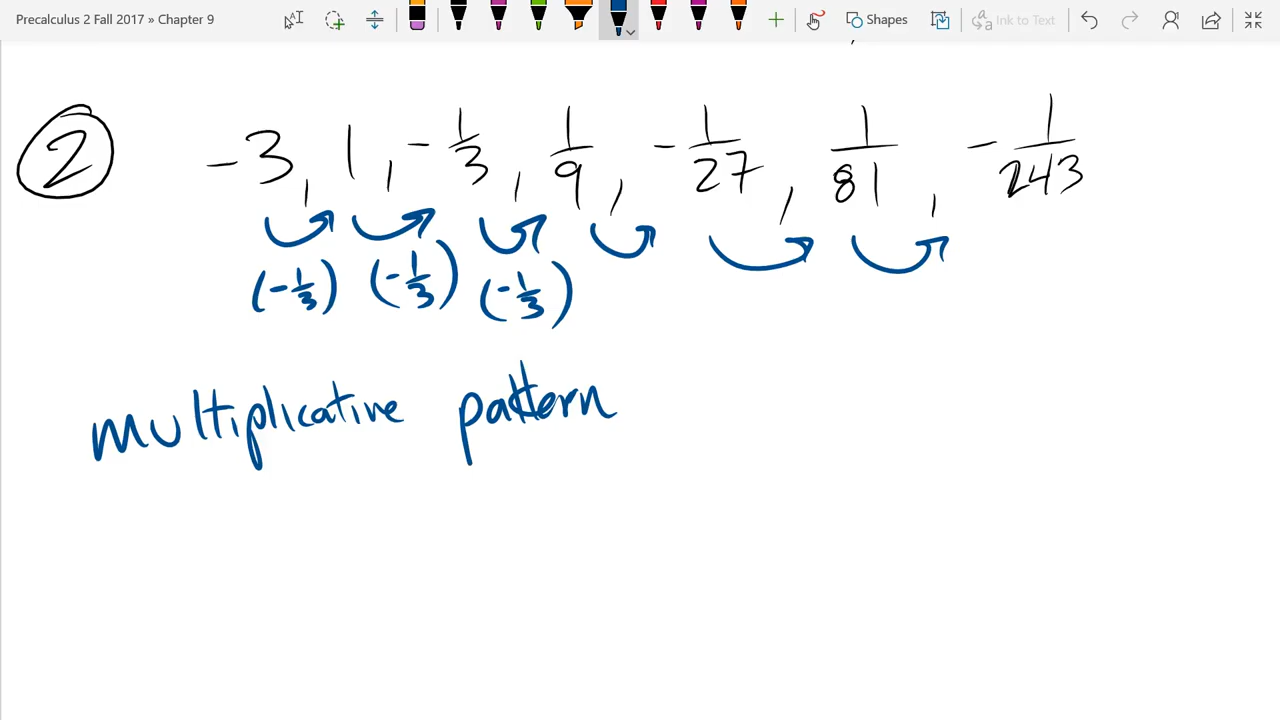 Precalculus 2 Fall 2017 » Chapter 9
Shapes
Ink to Text
② -3, 1, -1/3, 1/9, -1/27, 1/81, -1/243
(-1/3) (-1/3) (-1/3)
multiplicative pattern